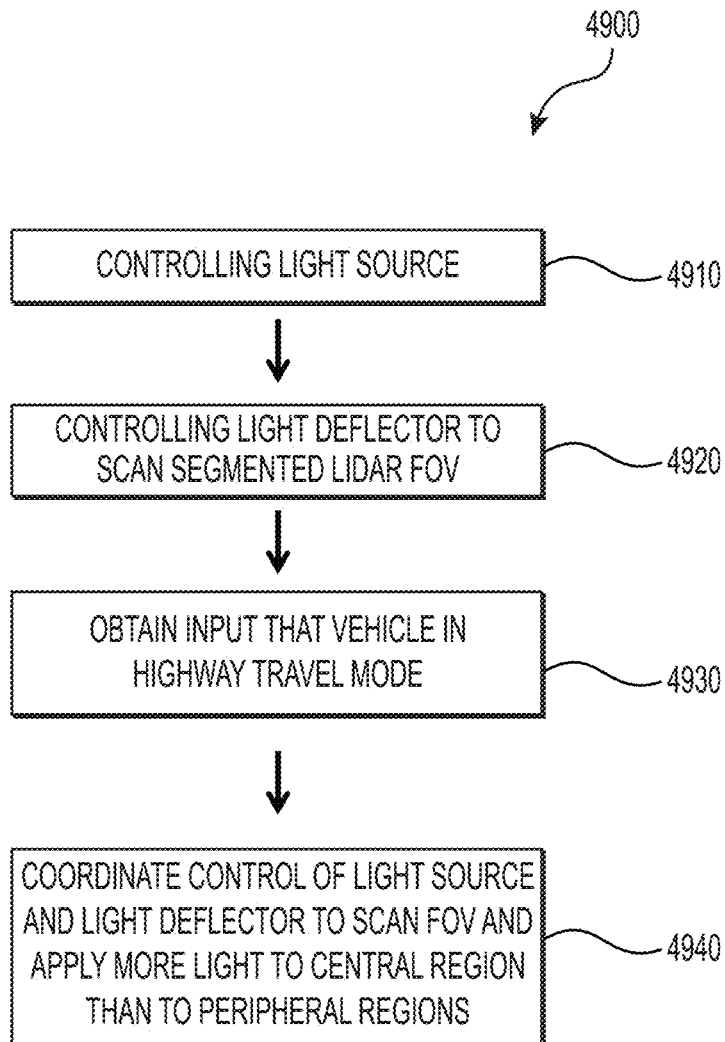 4900
CONTROLLING LIGHT SOURCE
4910
CONTROLLING LIGHT DEFLECTOR TO
SCAN SEGMENTED LIDAR FOV
4920
OBTAIN INPUT THAT VEHICLE IN
HIGHWAY TRAVEL MODE
4930
COORDINATE CONTROL OF LIGHT SOURCE
AND LIGHT DEFLECTOR TO SCAN FOV AND
APPLY MORE LIGHT TO CENTRAL REGION
THAN TO PERIPHERAL REGIONS
4940